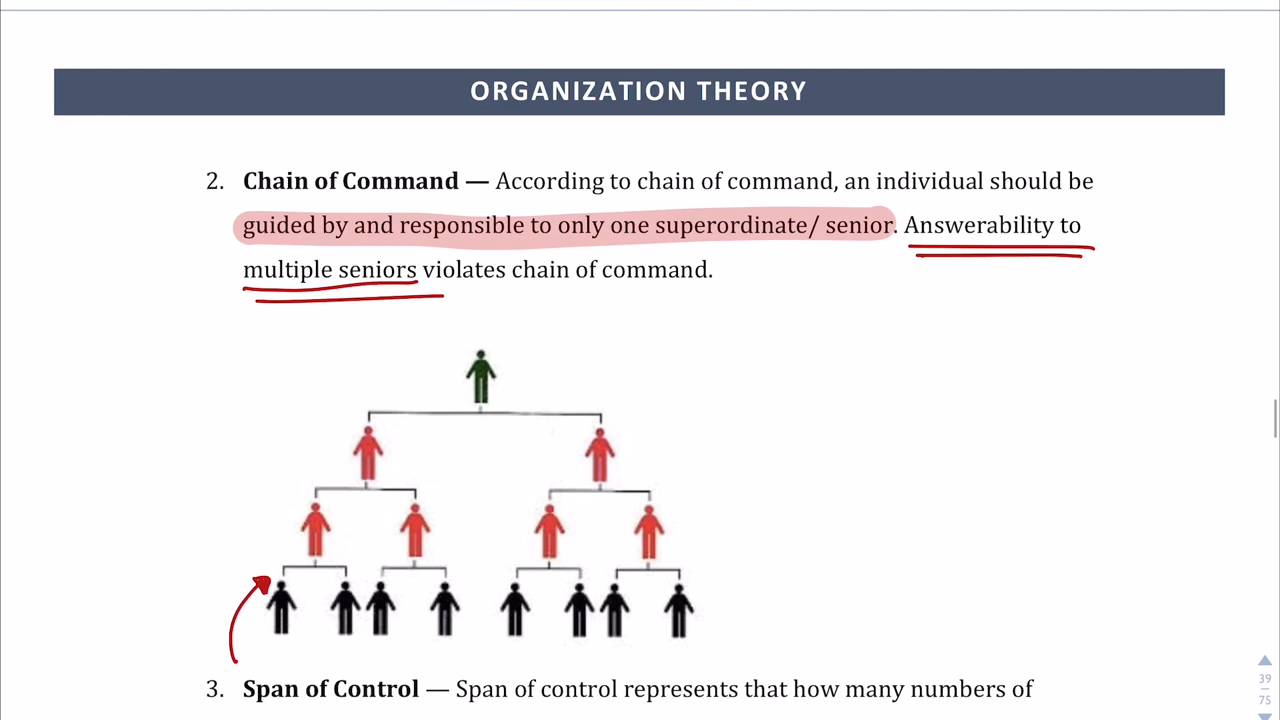 ORGANIZATION THEORY
2. Chain of Command — According to chain of command, an individual should be
guided by and responsible to only one superordinate/ senior. Answerability to
multiple seniors violates chain of command.
3. Span of Control — Span of control represents that how many numbers of
39
75